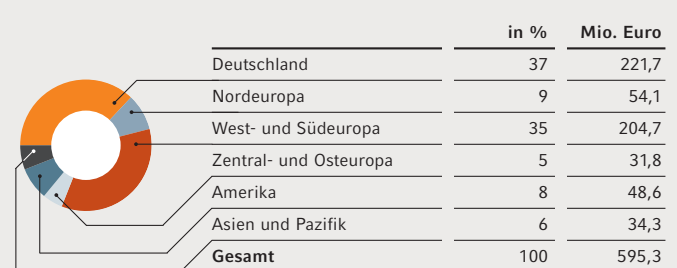 in % Mio. Euro
Deutschland 37 221,7
Nordeuropa 9 54,1
West- und Südeuropa 35 204,7
Zentral- und Osteuropa 5 31,8
Amerika 8 48,6
Asien und Pazifik 6 34,3
Gesamt 100 595,3